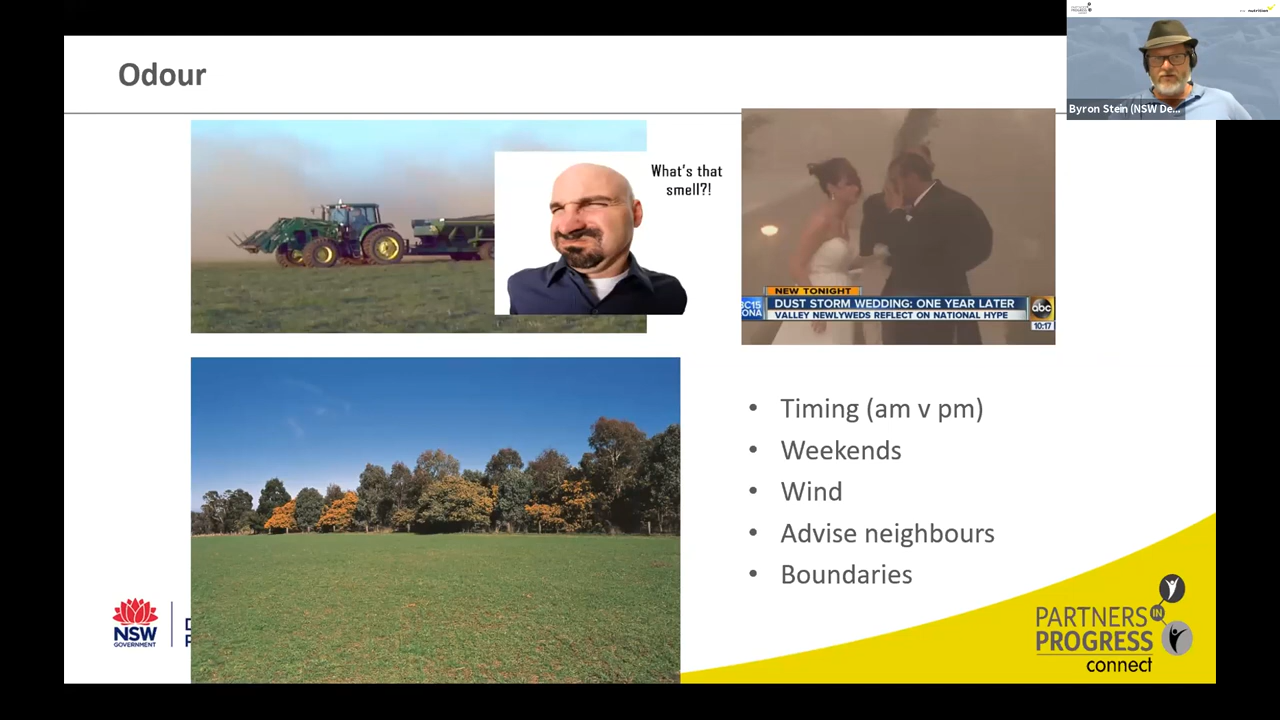 Odour
What's that
smell?!
NEW TONIGHT
DUST STORM WEDDING: ONE YEAR LATER
VALLEY NEWLYWEDS REFLECT ON NATIONAL HYPE
abc
10:17
Byron Stein (NSW De...
• Timing (am v pm)
• Weekends
• Wind
• Advise neighbours
• Boundaries
NSW
GOVERNMENT
PARTNERS
IN
PROGRESS
connect